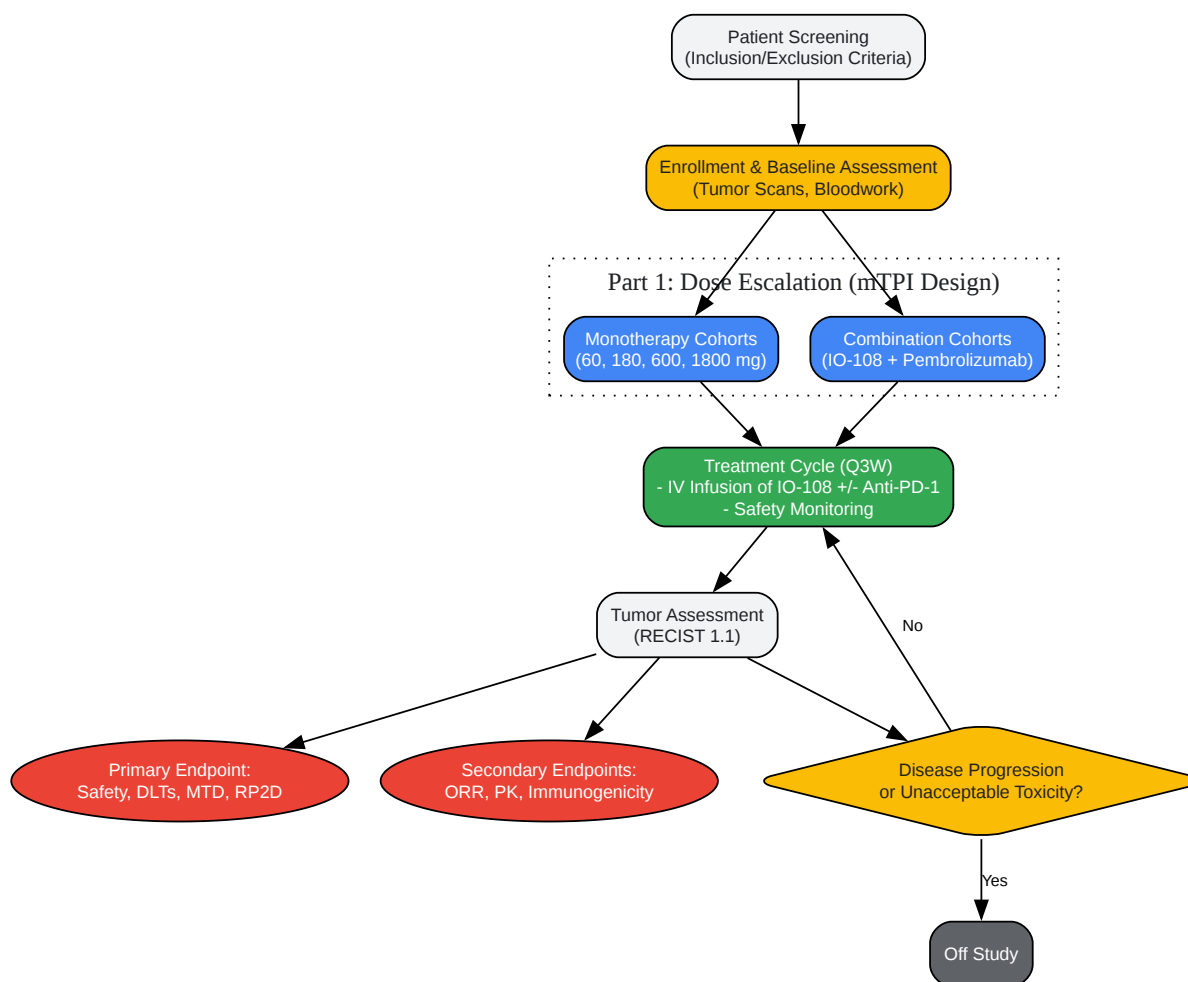 Patient Screening
(Inclusion/Exclusion Criteria)
Enrollment & Baseline Assessment
(Tumor Scans, Bloodwork)
Part 1: Dose Escalation (mTPI Design)
Monotherapy Cohorts
(60, 180, 600, 1800 mg)
Combination Cohorts
(IO-108 + Pembrolizumab)
Treatment Cycle (Q3W)
- IV Infusion of IO-108 +/- Anti-PD-1
- Safety Monitoring
Tumor Assessment
(RECIST 1.1)
No
Primary Endpoint:
Safety, DLTs, MTD, RP2D
Secondary Endpoints:
ORR, PK, Immunogenicity
Disease Progression
or Unacceptable Toxicity?
Yes
Off Study